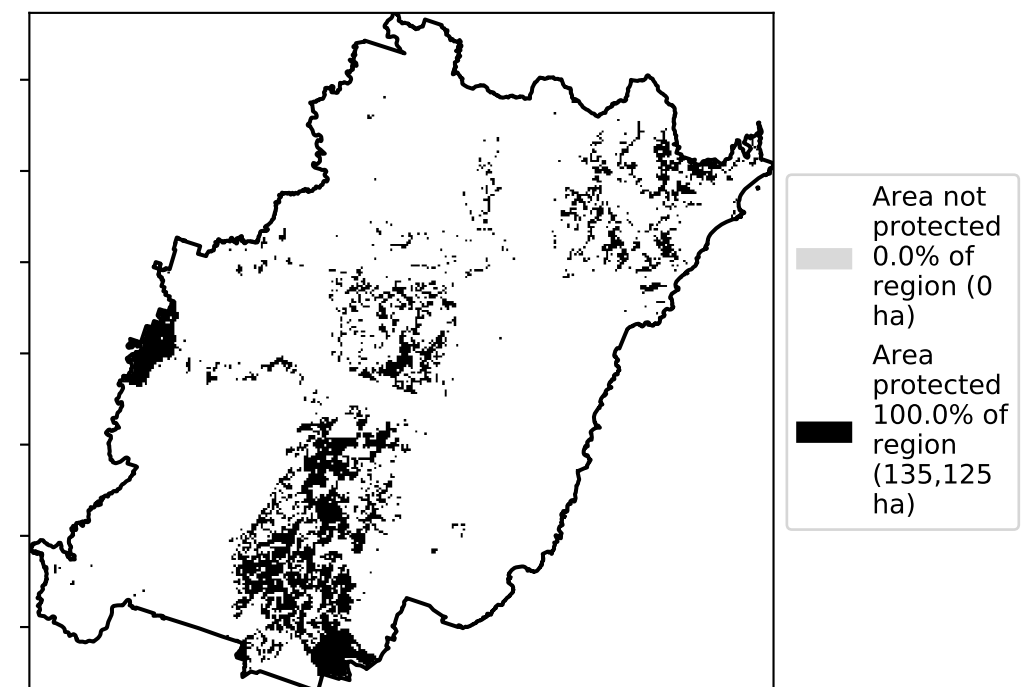 Area not
protected
0.0% of
region (0
ha)
Area
protected
100.0% of
region
(135,125
ha)